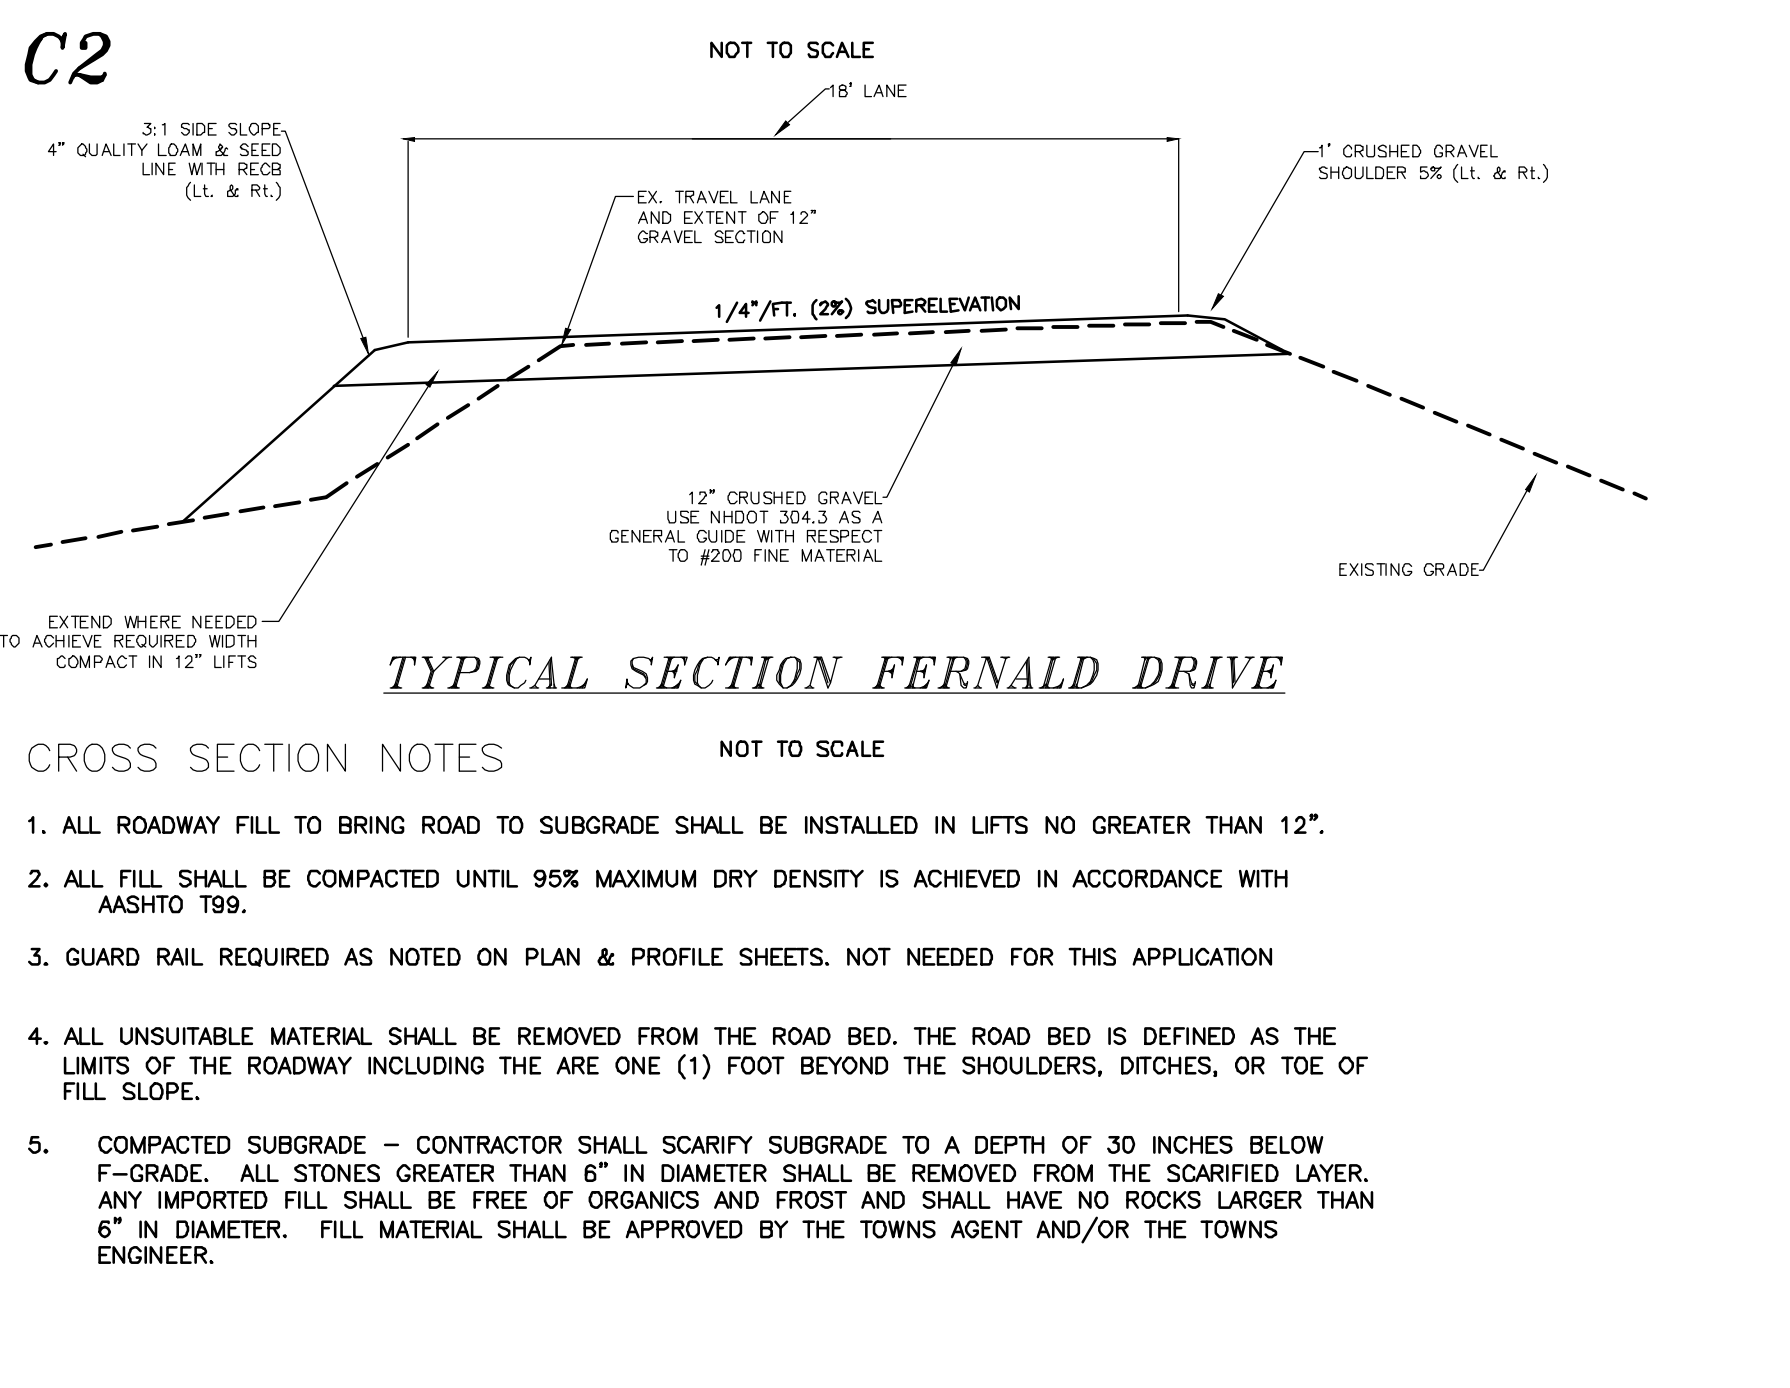 C2
NOT TO SCALE
18' LANE
3:1 SIDE SLOPE
4" QUALITY LOAM & SEED
LINE WITH RECB
(Lt. & Rt.)
1' CRUSHED GRAVEL
SHOULDER 5% (Lt. & Rt.)
EX. TRAVEL LANE
AND EXTENT OF 12"
GRAVEL SECTION
1/4"/FT. (2%) SUPERELEVATION
12" CRUSHED GRAVEL
USE NHDOT 304.3 AS A
GENERAL GUIDE WITH RESPECT
TO #200 FINE MATERIAL
EXISTING GRADE
EXTEND WHERE NEEDED
TO ACHIEVE REQUIRED WIDTH
COMPACT IN 12" LIFTS
TYPICAL SECTION FERNALD DRIVE
NOT TO SCALE
CROSS SECTION NOTES
1. ALL ROADWAY FILL TO BRING ROAD TO SUBGRADE SHALL BE INSTALLED IN LIFTS NO GREATER THAN 12".
2. ALL FILL SHALL BE COMPACTED UNTIL 95% MAXIMUM DRY DENSITY IS ACHIEVED IN ACCORDANCE WITH
AASHTO T99.
3. GUARD RAIL REQUIRED AS NOTED ON PLAN & PROFILE SHEETS. NOT NEEDED FOR THIS APPLICATION
4. ALL UNSUITABLE MATERIAL SHALL BE REMOVED FROM THE ROAD BED. THE ROAD BED IS DEFINED AS THE
LIMITS OF THE ROADWAY INCLUDING THE ARE ONE (1) FOOT BEYOND THE SHOULDERS, DITCHES, OR TOE OF
FILL SLOPE.
5. COMPACTED SUBGRADE – CONTRACTOR SHALL SCARIFY SUBGRADE TO A DEPTH OF 30 INCHES BELOW
F–GRADE. ALL STONES GREATER THAN 6" IN DIAMETER SHALL BE REMOVED FROM THE SCARIFIED LAYER.
ANY IMPORTED FILL SHALL BE FREE OF ORGANICS AND FROST AND SHALL HAVE NO ROCKS LARGER THAN
6" IN DIAMETER. FILL MATERIAL SHALL BE APPROVED BY THE TOWNS AGENT AND/OR THE TOWNS
ENGINEER.